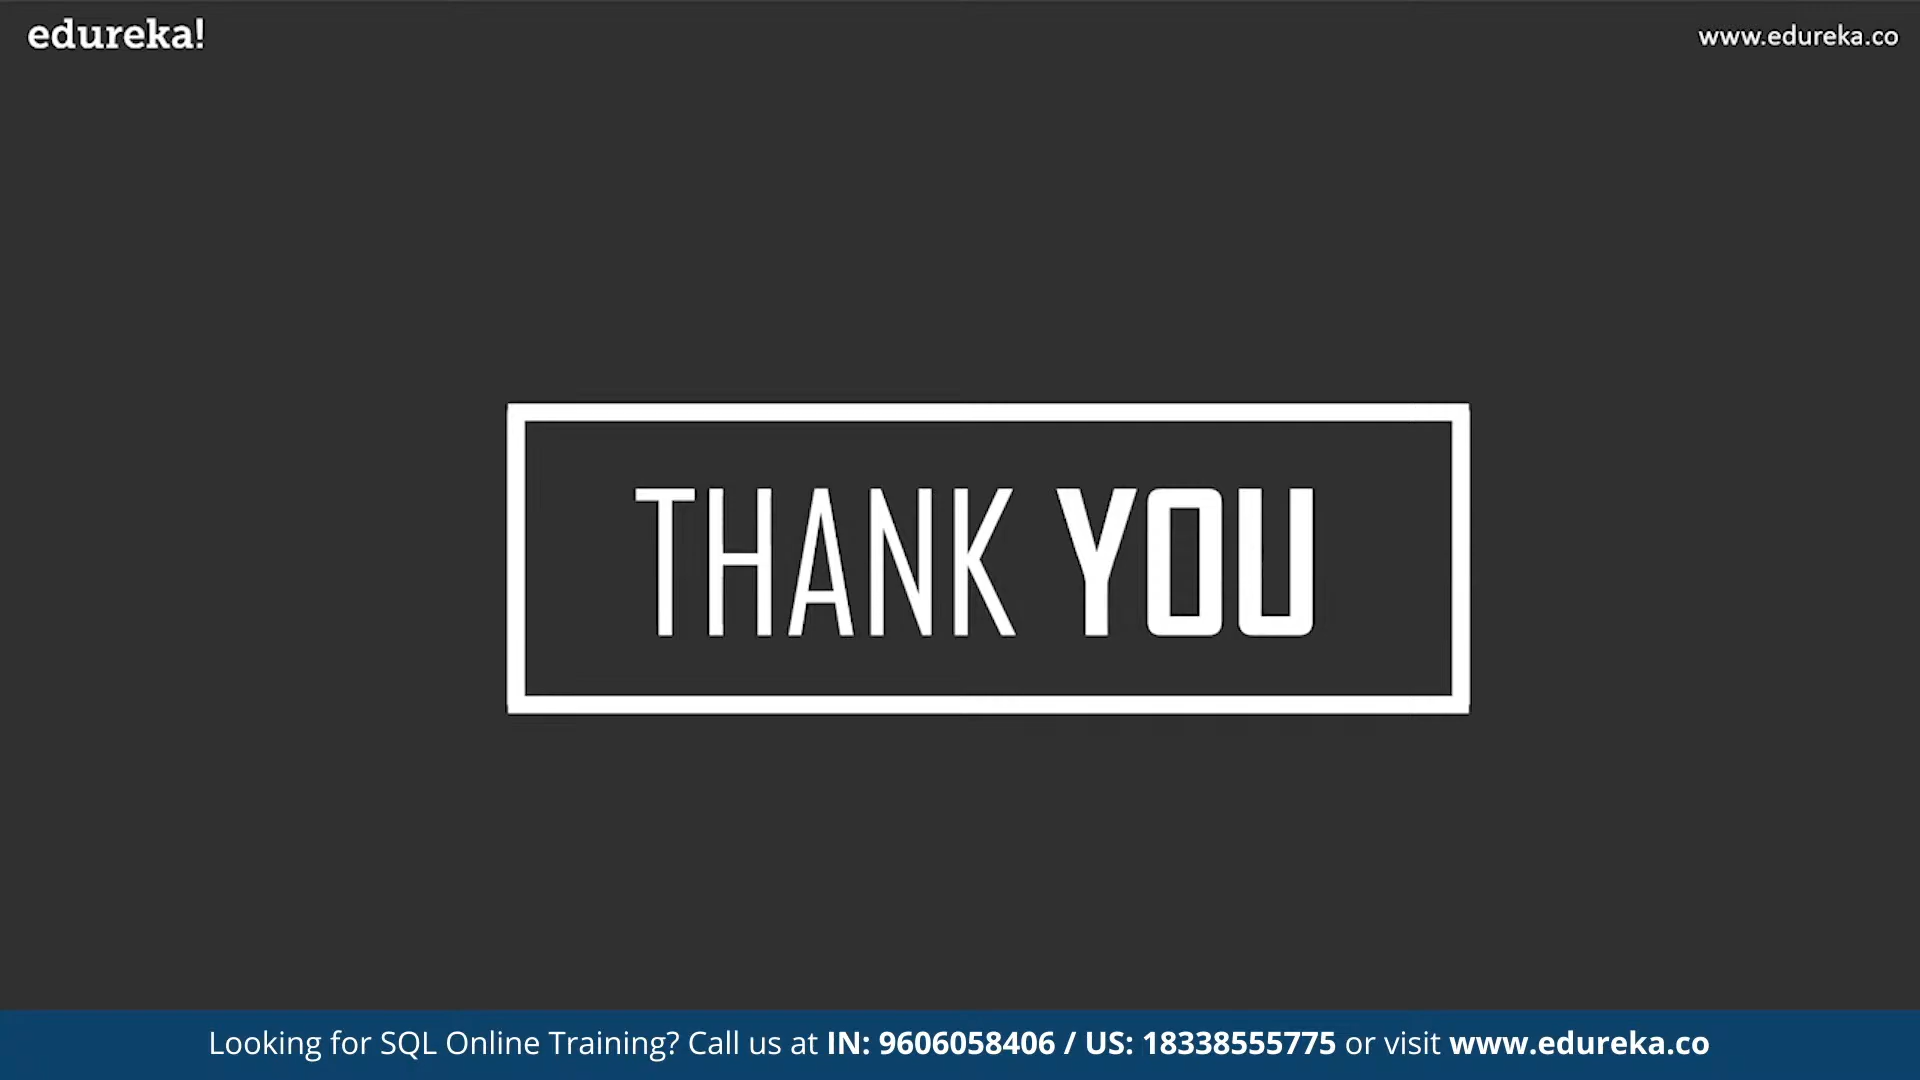 edureka!
www.edureka.co
THANK YOU
Looking for SQL Online Training? Call us at IN: 9606058406 / US: 18338555775 or visit www.edureka.co